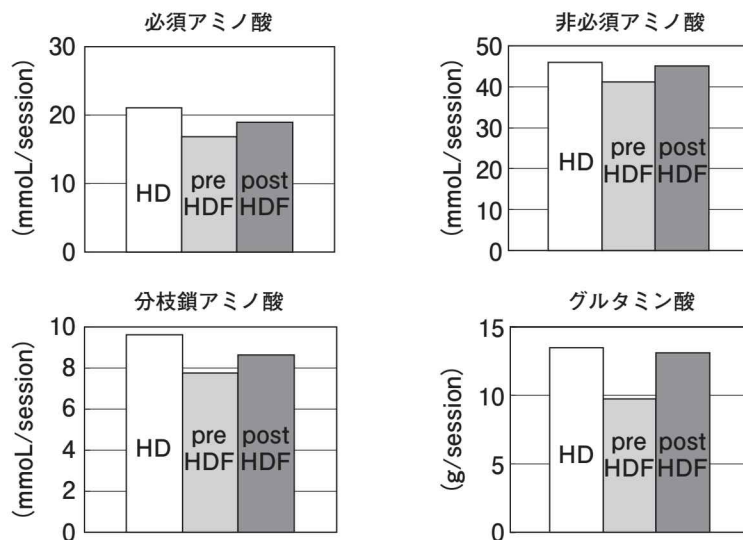 必須アミノ酸
(mmoL/session)
30
20
10
0
HD
pre
HDF
post
HDF
非必須アミノ酸
(mmoL/session)
50
40
30
20
10
0
HD
pre
HDF
post
HDF
分枝鎖アミノ酸
(mmoL/session)
10
8
6
4
2
0
HD
pre
HDF
post
HDF
グルタミン酸
(g/session)
15
10
5
0
HD
pre
HDF
post
HDF